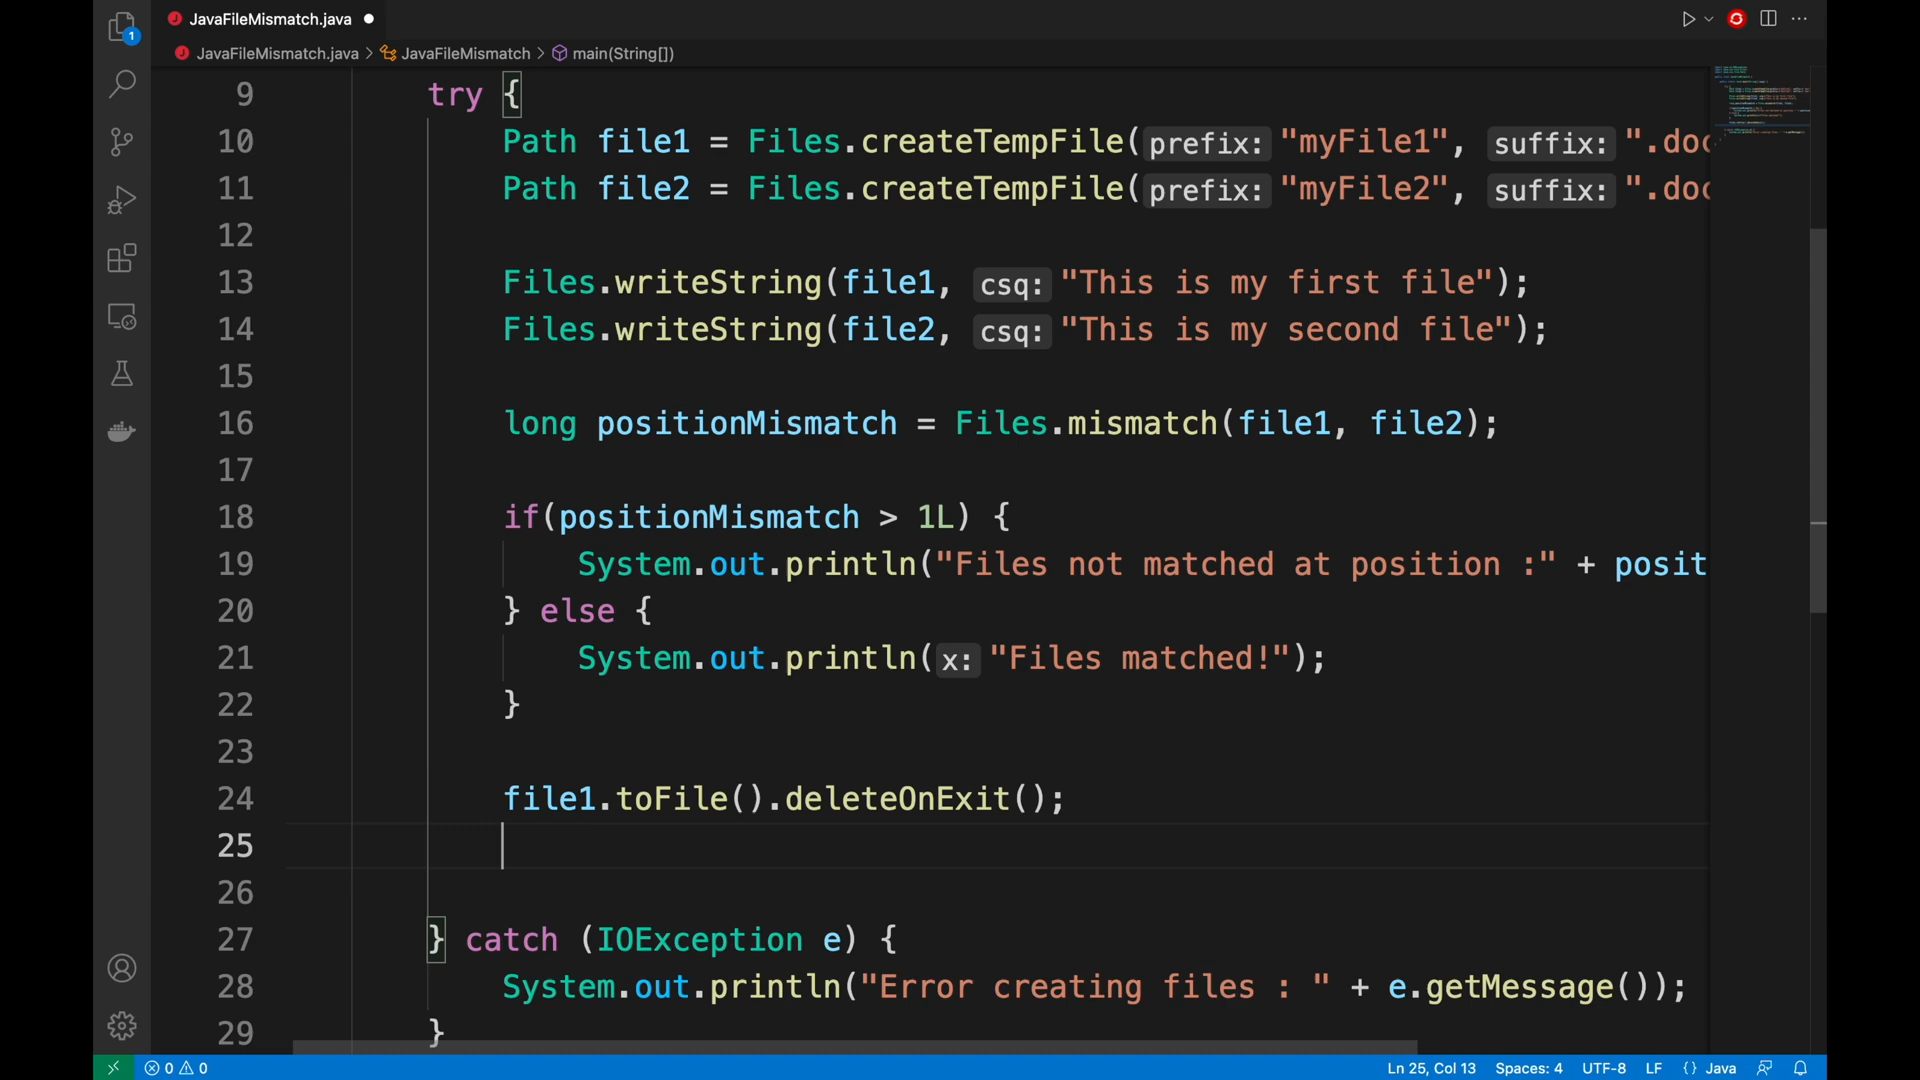 1
JavaFileMismatch.java
JavaFileMismatch.java > JavaFileMismatch > main(String[])
9 try {
10 Path file1 = Files.createTempFile(prefix: "myFile1", suffix: ".doc
11 Path file2 = Files.createTempFile(prefix: "myFile2", suffix: ".doc
12
13 Files.writeString(file1, csq: "This is my first file");
14 Files.writeString(file2, csq: "This is my second file");
15
16 long positionMismatch = Files.mismatch(file1, file2);
17
18 if(positionMismatch > 1L) {
19 System.out.println("Files not matched at position :" + posit
20 } else {
21 System.out.println(x: "Files matched!");
22 }
23
24 file1.toFile().deleteOnExit();
25
26
27 } catch (IOException e) {
28 System.out.println("Error creating files : " + e.getMessage());
29 }
0 0 Ln 25, Col 13 Spaces: 4 UTF-8 LF {} Java